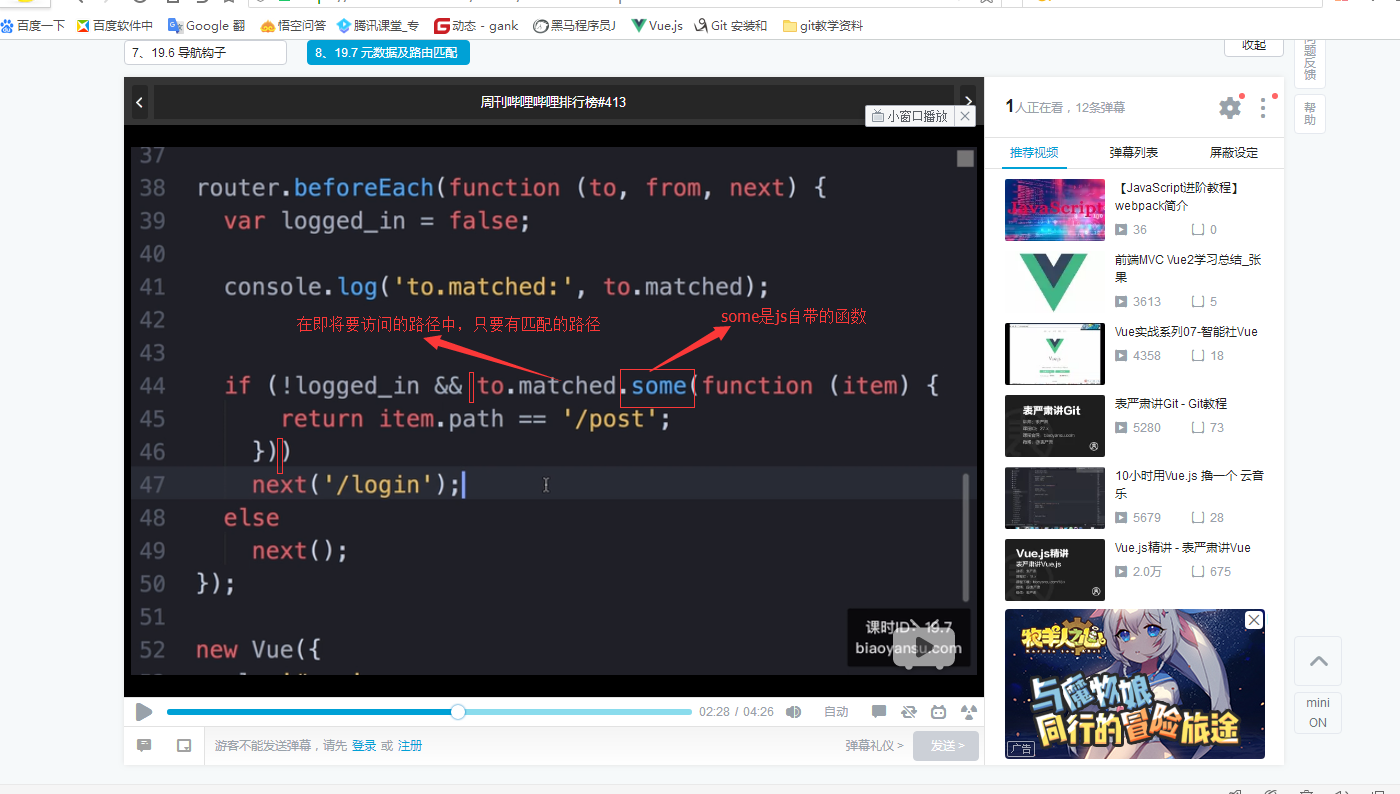 百度一下
百度软件中
Google 翻
悟空问答
腾讯课堂_专
动态 - gank
黑马程序员J
Vue.js
Git 安装和
git教学资料
7、19.6 导航钩子
8、19.7 元数据及路由匹配
收起
问题反馈
帮助
周刊哔哩哔哩排行榜#413
小窗口播放
37
38 router.beforeEach(function (to, from, next) {
39 var logged_in = false;
40
41 console.log('to.matched:', to.matched);
42
在即将要访问的路径中，只要有匹配的路径
some是js自带的函数
43
44 if (!logged_in && to.matched.some(function (item) {
45 return item.path == '/post';
46 }))
47 next('/login');
48 else
49 next();
50 });
51
52 new Vue({
课时ID：19.7
biaoyansu.com
02:28 / 04:26
自动
游客不能发送弹幕，请先 登录 或 注册
弹幕礼仪 >
发送 >
1人正在看，12条弹幕
推荐视频
弹幕列表
屏蔽设定
JavaScript
【JavaScript进阶教程】
webpack简介
36
0
前端MVC Vue2学习总结_张
果
3613
5
Vue实战系列07-智能社Vue
4358
18
表严肃讲Git
表严肃讲Git - Git教程
5280
73
10小时用Vue.js 撸一个 云音
乐
5679
28
Vue.js精讲
表严肃讲Vue.js
Vue.js精讲 - 表严肃讲Vue
2.0万
675
牧羊人之心
与魔物娘
同行的冒险旅途
广告
mini
ON